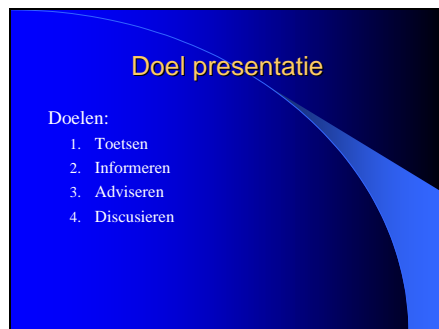 Doel presentatie
Doelen:
1. Toetsen
2. Informeren
3. Adviseren
4. Discusieren